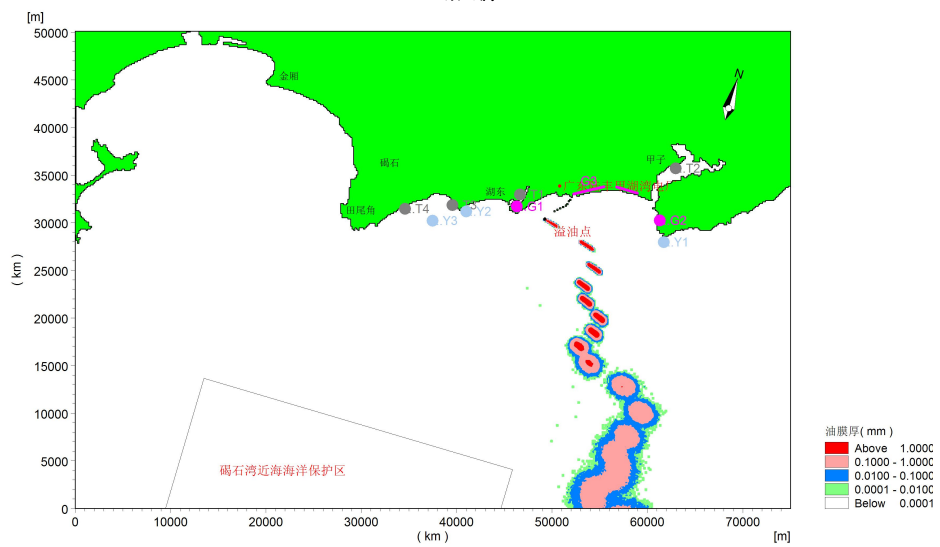 [m]
50000
45000
40000
35000
30000
25000
20000
15000
10000
5000
0
( km )
0
10000
20000
30000
40000
50000
60000
70000
( km )
[m]
N
金厢
碣石
田尾角
湖东
甲子
.T4
.Y3
.Y2
.T1
.G1
G3
.T2
.G2
.Y1
溢油点
碣石湾近海海洋保护区
油膜厚( mm )
Above 1.0000
0.1000 - 1.0000
0.0100 - 0.1000
0.0001 - 0.0100
Below 0.0001